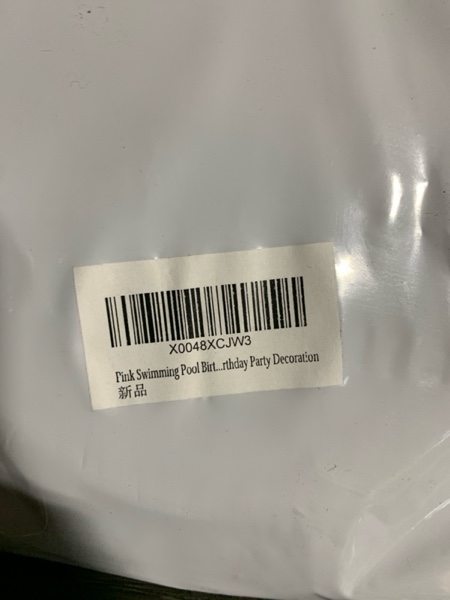 X0048XCJW3
Pink Swimming Pool Birt...rthday Party Decoration
新品